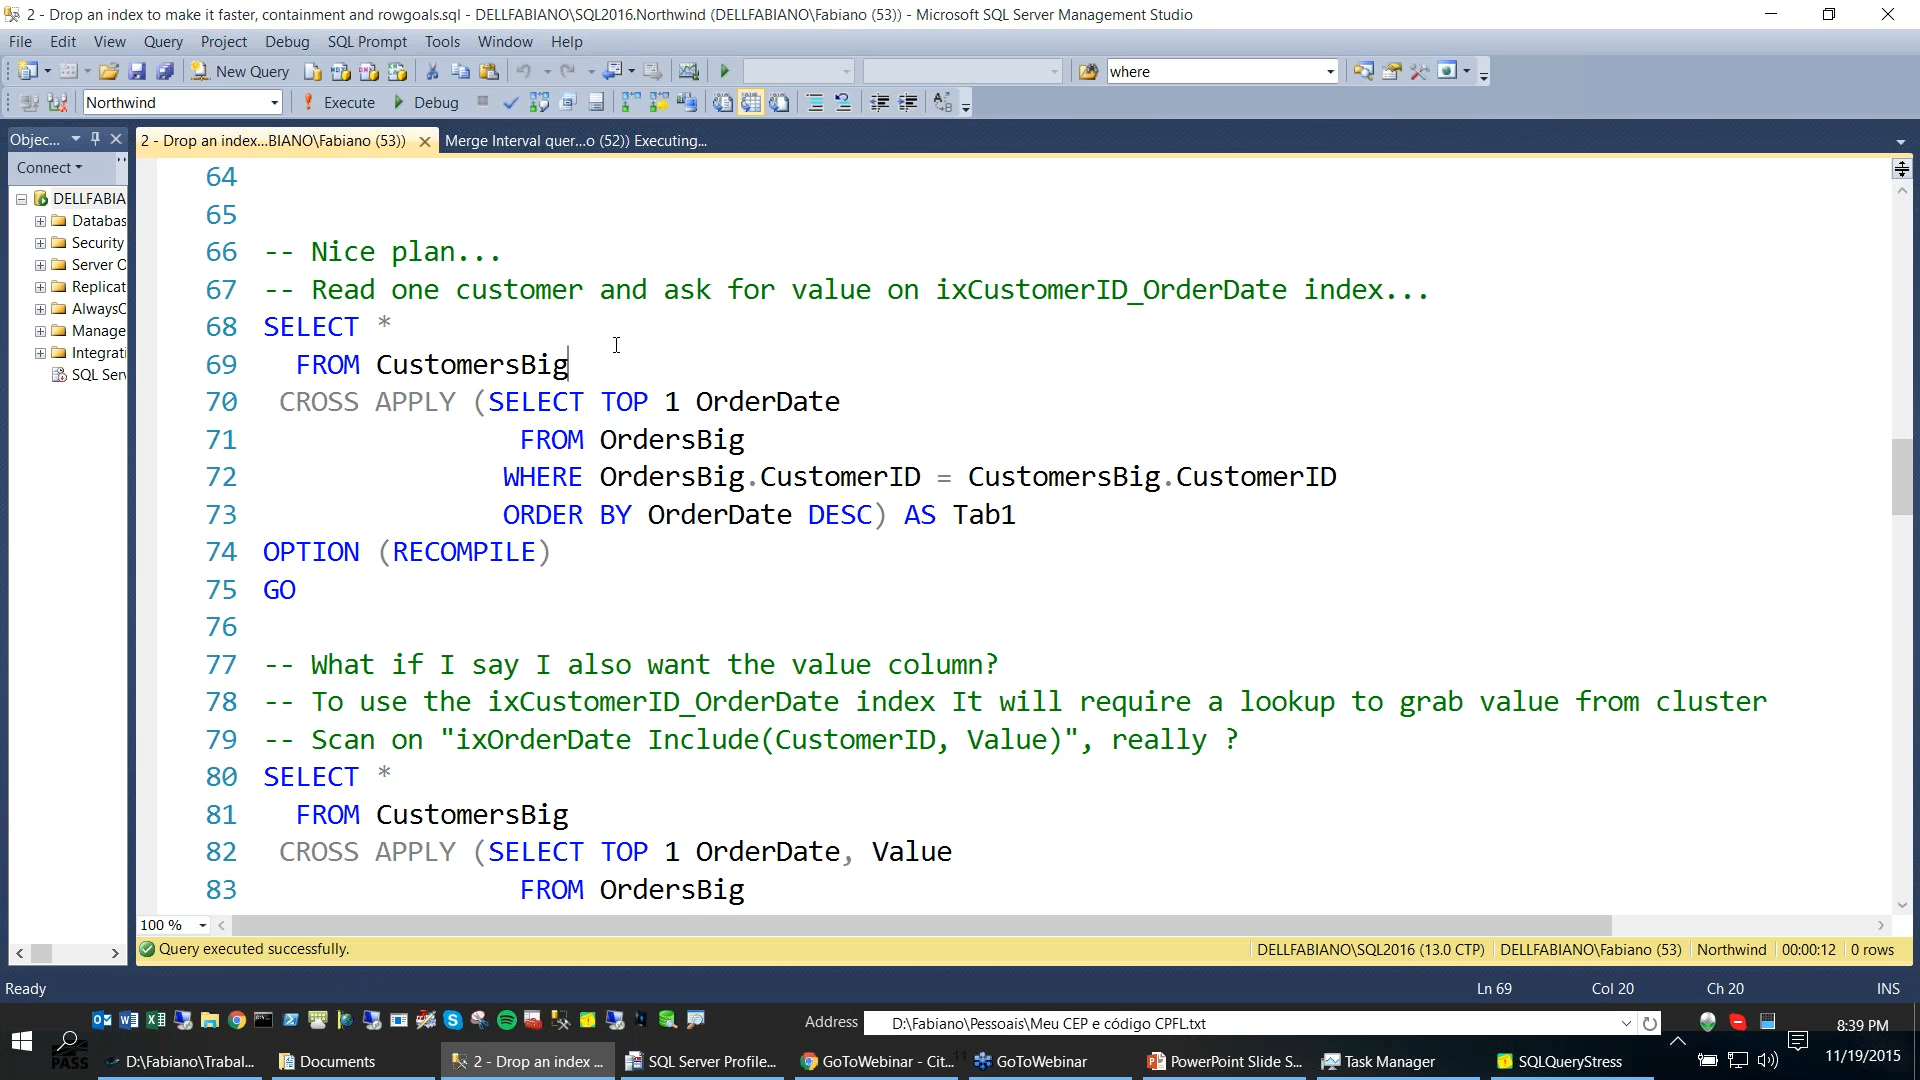 2 - Drop an index to make it faster, containment and rowgoals.sql - DELLFABIANO\SQL2016.Northwind (DELLFABIANO\Fabiano (53)) - Microsoft SQL Server Management Studio
File Edit View Query Project Debug SQL Prompt Tools Window Help
New Query where
Northwind Execute Debug
Objec... 2 - Drop an index...BIANO\Fabiano (53)) Merge Interval quer...o (52)) Executing...
Connect
DELLFABIA
Databas
Security
Server O
Replicat
AlwaysC
Manage
Integrati
SQL Serv
64
65
66 -- Nice plan...
67 -- Read one customer and ask for value on ixCustomerID_OrderDate index...
68 SELECT *
69 FROM CustomersBig
70 CROSS APPLY (SELECT TOP 1 OrderDate
71 FROM OrdersBig
72 WHERE OrdersBig.CustomerID = CustomersBig.CustomerID
73 ORDER BY OrderDate DESC) AS Tab1
74 OPTION (RECOMPILE)
75 GO
76
77 -- What if I say I also want the value column?
78 -- To use the ixCustomerID_OrderDate index It will require a lookup to grab value from cluster
79 -- Scan on "ixOrderDate Include(CustomerID, Value)", really ?
80 SELECT *
81 FROM CustomersBig
82 CROSS APPLY (SELECT TOP 1 OrderDate, Value
83 FROM OrdersBig
100 %
Query executed successfully. DELLFABIANO\SQL2016 (13.0 CTP) DELLFABIANO\Fabiano (53) Northwind 00:00:12 0 rows
Ready Ln 69 Col 20 Ch 20 INS
Address D:\Fabiano\Pessoais\Meu CEP e código CPFL.txt
8:39 PM
PASS D:\Fabiano\Trabal... Documents 2 - Drop an index ... SQL Server Profile... GoToWebinar - Cit... GoToWebinar PowerPoint Slide S... Task Manager SQLQueryStress
11/19/2015